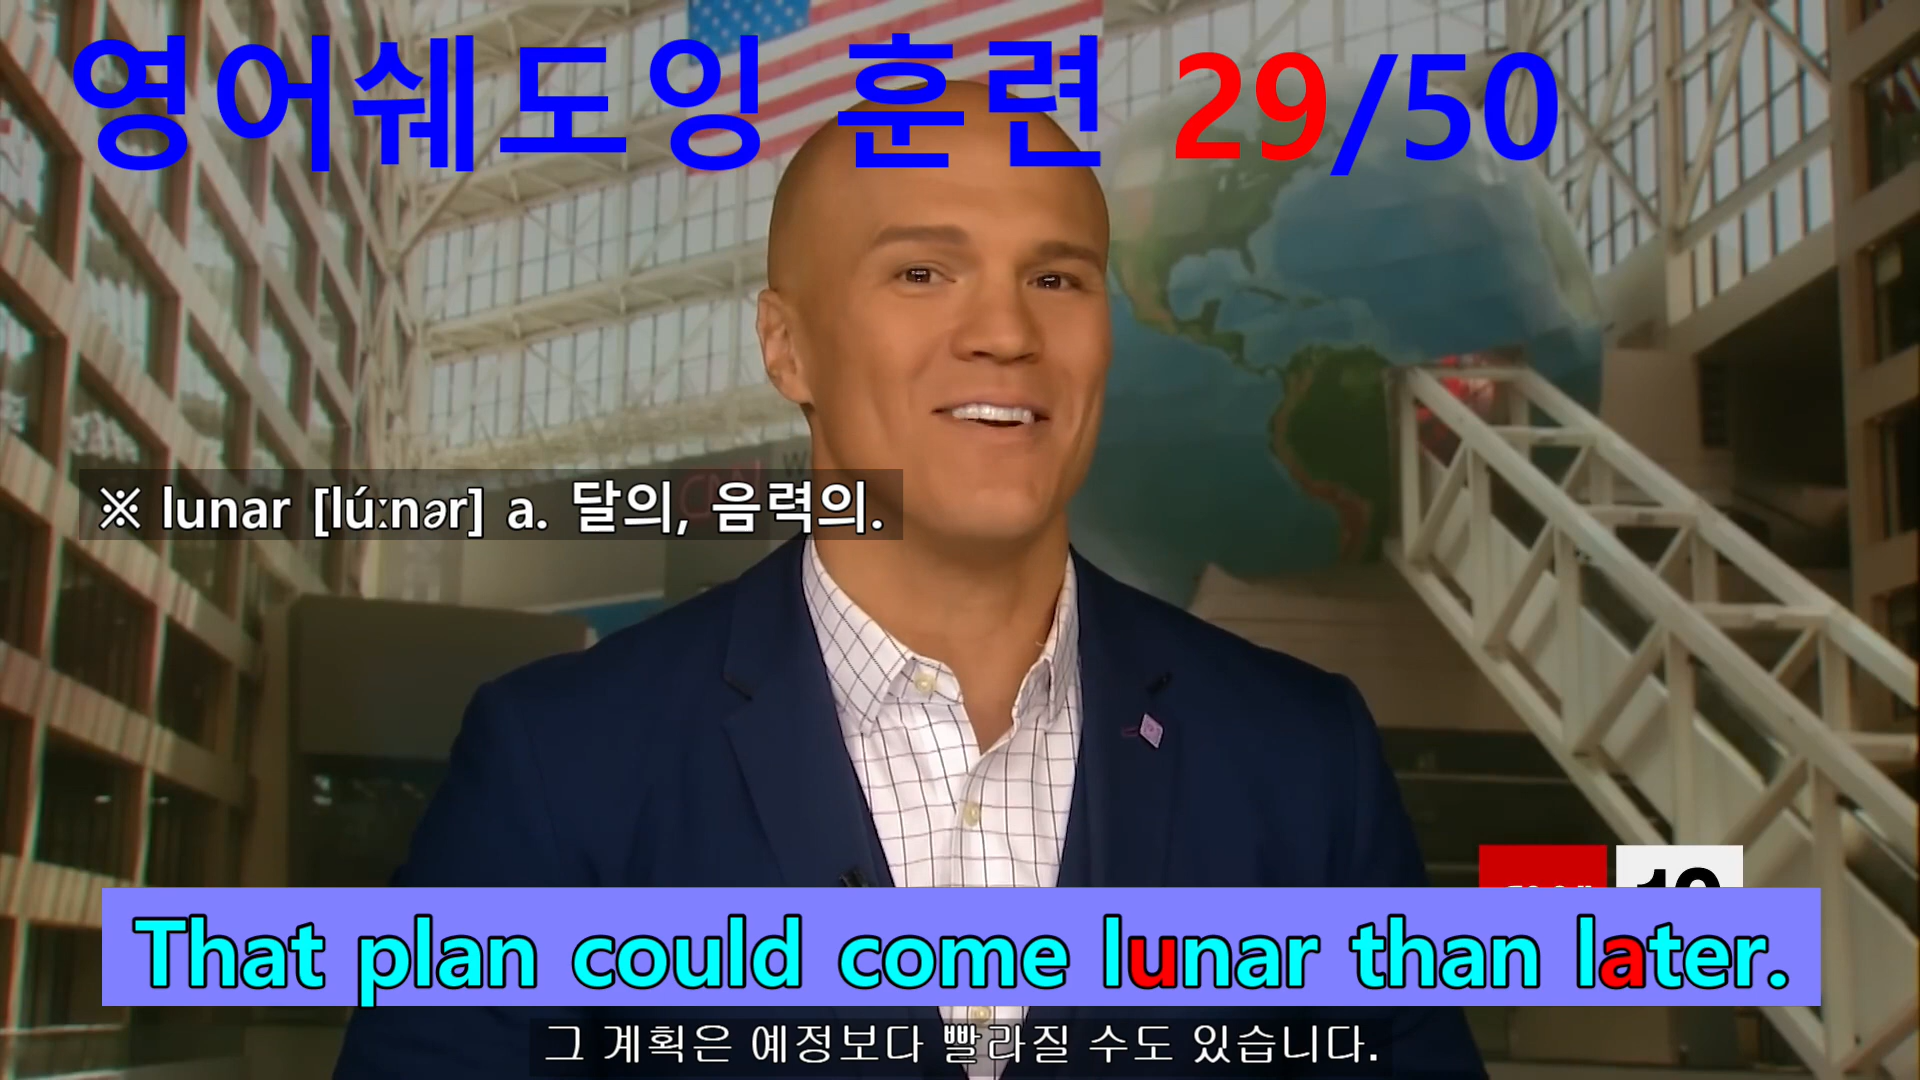 영어쉐도잉 훈련 29/50
※ lunar [lúːnər] a. 달의, 음력의.
That plan could come lunar than later.
그 계획은 예정보다 빨라질 수도 있습니다.